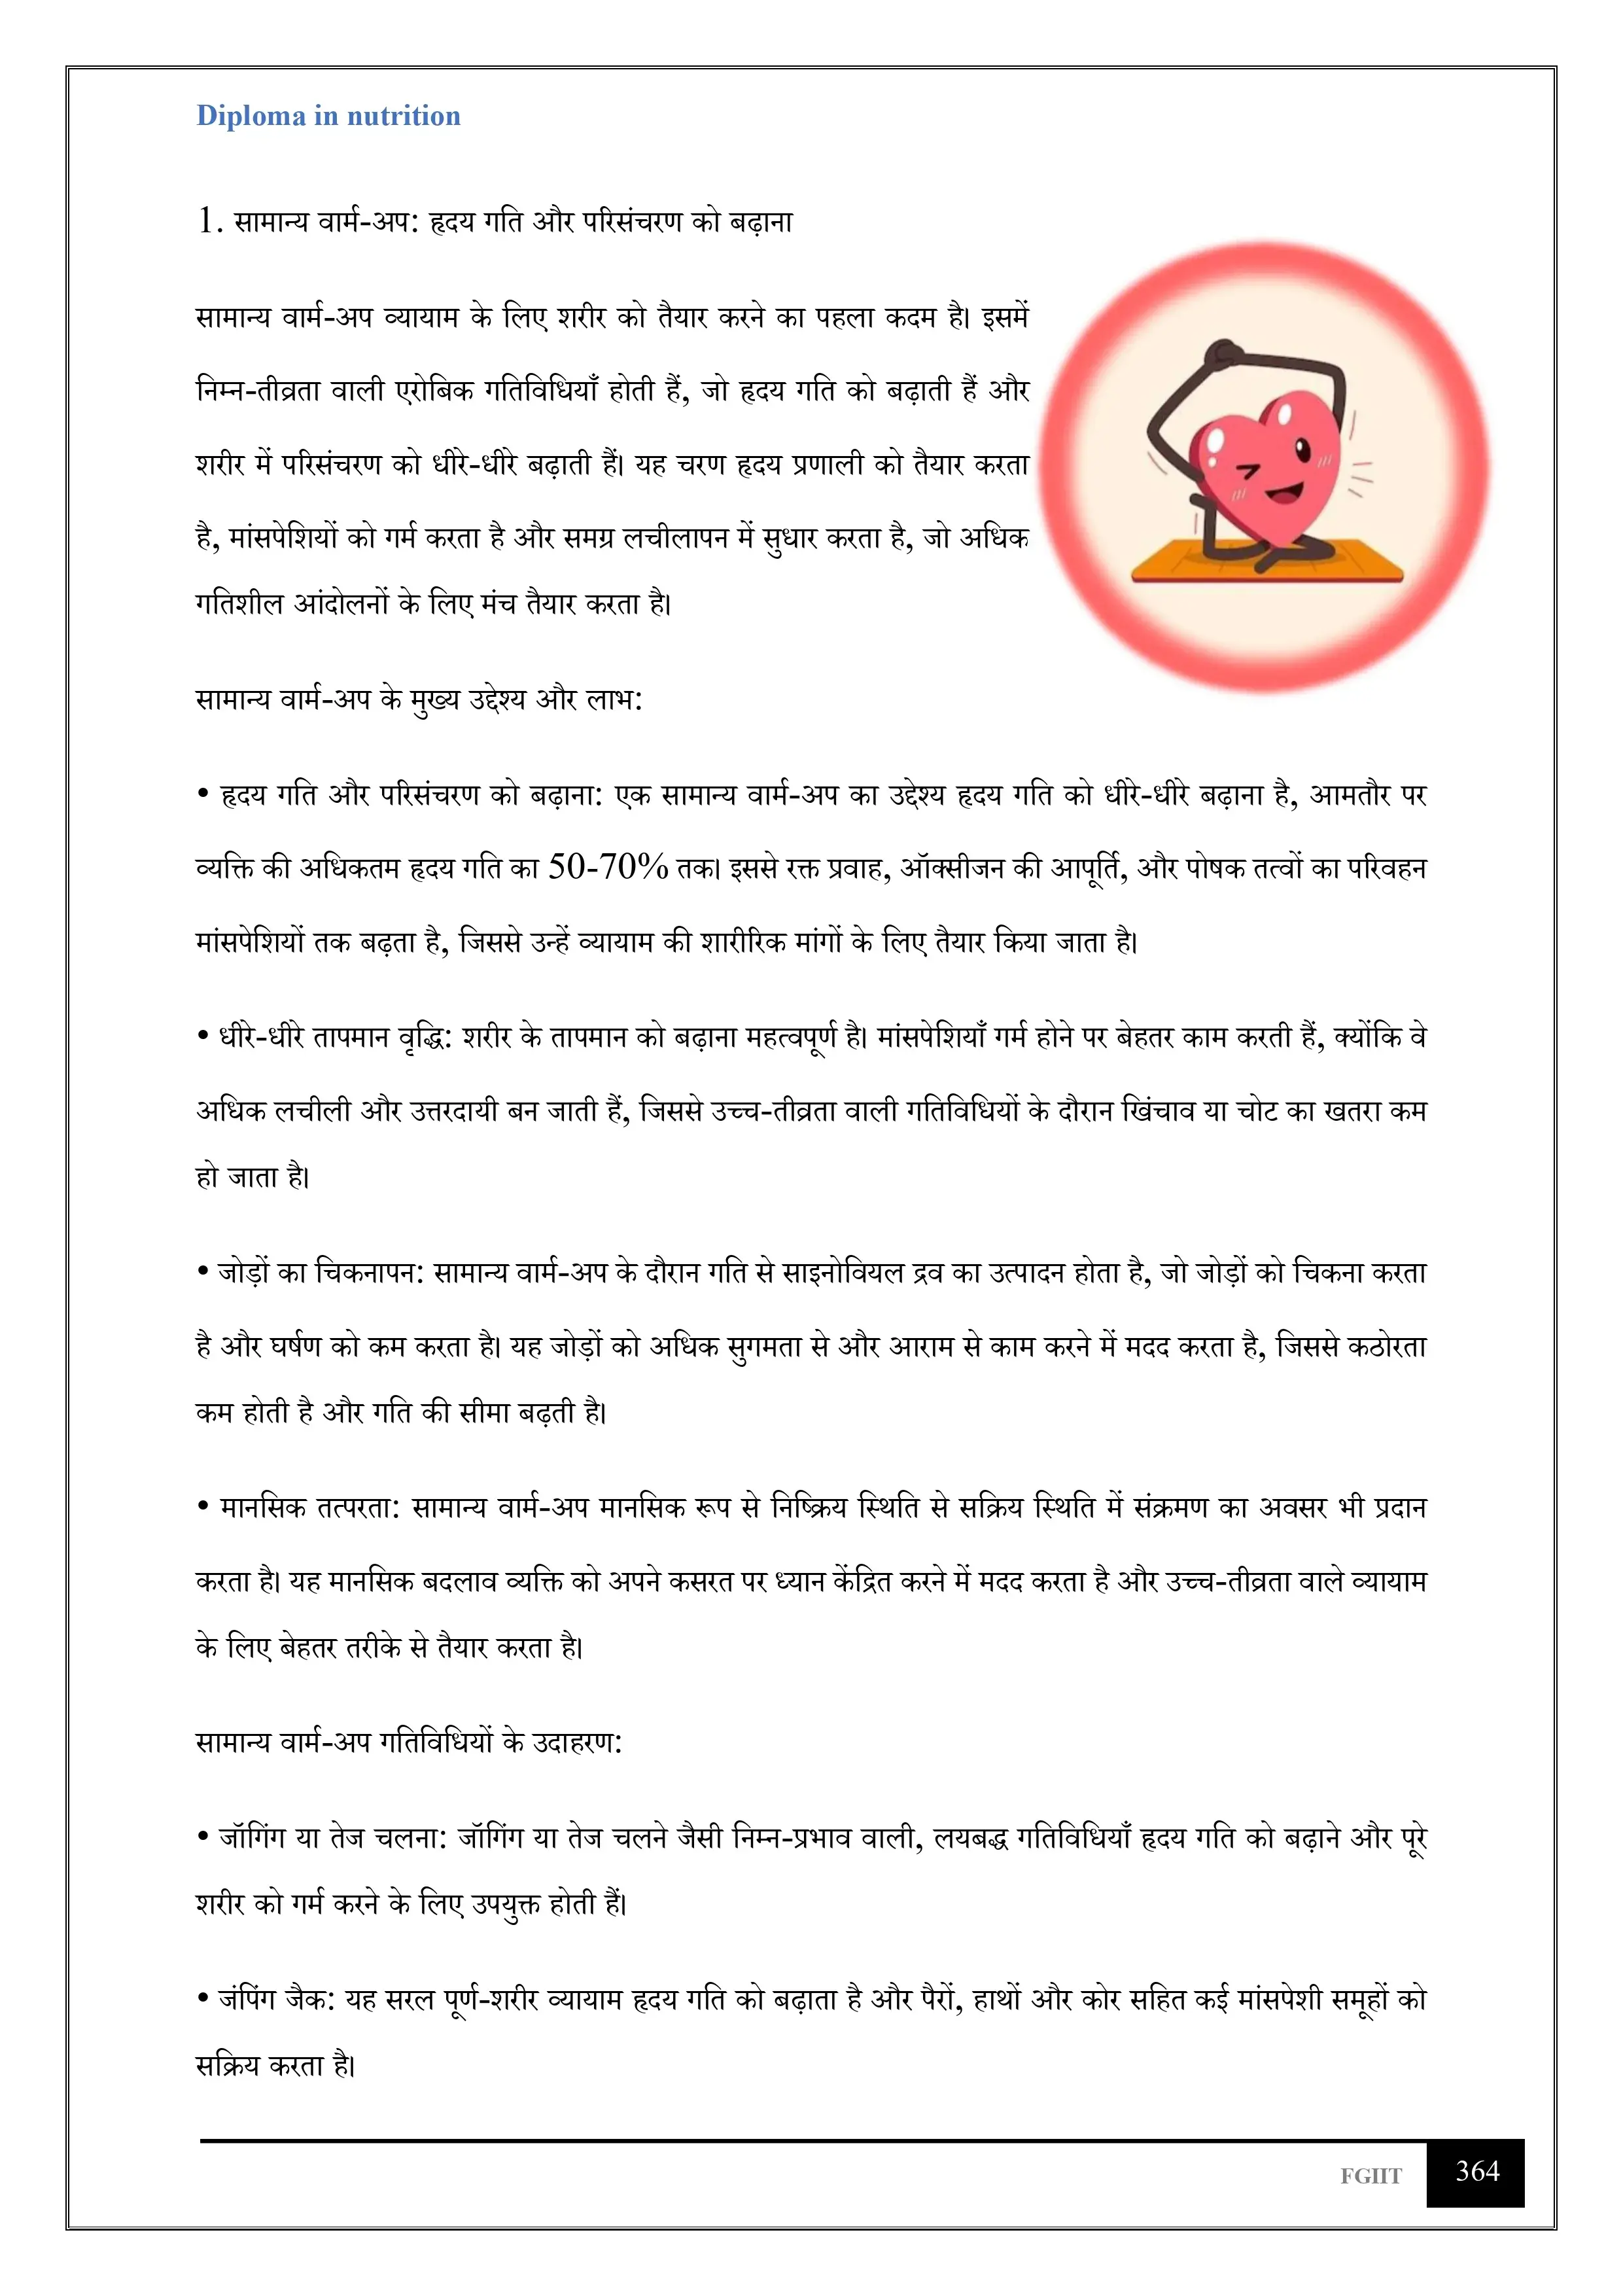 Diploma in nutrition
1. सामान्य वार्म-अप: हृदय गति और परिसंचरण को बढ़ाना
सामान्य वार्म-अप व्यायाम के लिए शरीर को तैयार करने का पहला कदम है। इसमें
निम्न-तीव्रता वाली एरोबिक गतिविधियाँ होती हैं, जो हृदय गति को बढ़ाती हैं और
शरीर में परिसंचरण को धीरे-धीरे बढ़ाती हैं। यह चरण हृदय प्रणाली को तैयार करता
है, मांसपेशियों को गर्म करता है और समग्र लचीलापन में सुधार करता है, जो अधिक
गतिशील आंदोलनों के लिए मंच तैयार करता है।
सामान्य वार्म-अप के मुख्य उद्देश्य और लाभ:
• हृदय गति और परिसंचरण को बढ़ाना: एक सामान्य वार्म-अप का उद्देश्य हृदय गति को धीरे-धीरे बढ़ाना है, आमतौर पर
व्यक्ति की अधिकतम हृदय गति का 50-70% तक। इससे रक्त प्रवाह, ऑक्सीजन की आपूर्ति, और पोषक तत्वों का परिवहन
मांसपेशियों तक बढ़ता है, जिससे उन्हें व्यायाम की शारीरिक मांगों के लिए तैयार किया जाता है।
• धीरे-धीरे तापमान वृद्धि: शरीर के तापमान को बढ़ाना महत्वपूर्ण है। मांसपेशियाँ गर्म होने पर बेहतर काम करती हैं, क्योंकि वे
अधिक लचीली और उत्तरदायी बन जाती हैं, जिससे उच्च-तीव्रता वाली गतिविधियों के दौरान खिंचाव या चोट का खतरा कम
हो जाता है।
• जोड़ों का चिकनापन: सामान्य वार्म-अप के दौरान गति से साइनोवियल द्रव का उत्पादन होता है, जो जोड़ों को चिकना करता
है और घर्षण को कम करता है। यह जोड़ों को अधिक सुगमता से और आराम से काम करने में मदद करता है, जिससे कठोरता
कम होती है और गति की सीमा बढ़ती है।
• मानसिक तत्परता: सामान्य वार्म-अप मानसिक रूप से निष्क्रिय स्थिति से सक्रिय स्थिति में संक्रमण का अवसर भी प्रदान
करता है। यह मानसिक बदलाव व्यक्ति को अपने कसरत पर ध्यान केंद्रित करने में मदद करता है और उच्च-तीव्रता वाले व्यायाम
के लिए बेहतर तरीके से तैयार करता है।
सामान्य वार्म-अप गतिविधियों के उदाहरण:
• जॉगिंग या तेज चलना: जॉगिंग या तेज चलने जैसी निम्न-प्रभाव वाली, लयबद्ध गतिविधियाँ हृदय गति को बढ़ाने और पूरे
शरीर को गर्म करने के लिए उपयुक्त होती हैं।
• जंपिंग जैक: यह सरल पूर्ण-शरीर व्यायाम हृदय गति को बढ़ाता है और पैरों, हाथों और कोर सहित कई मांसपेशी समूहों को
सक्रिय करता है।
FGIIT 364